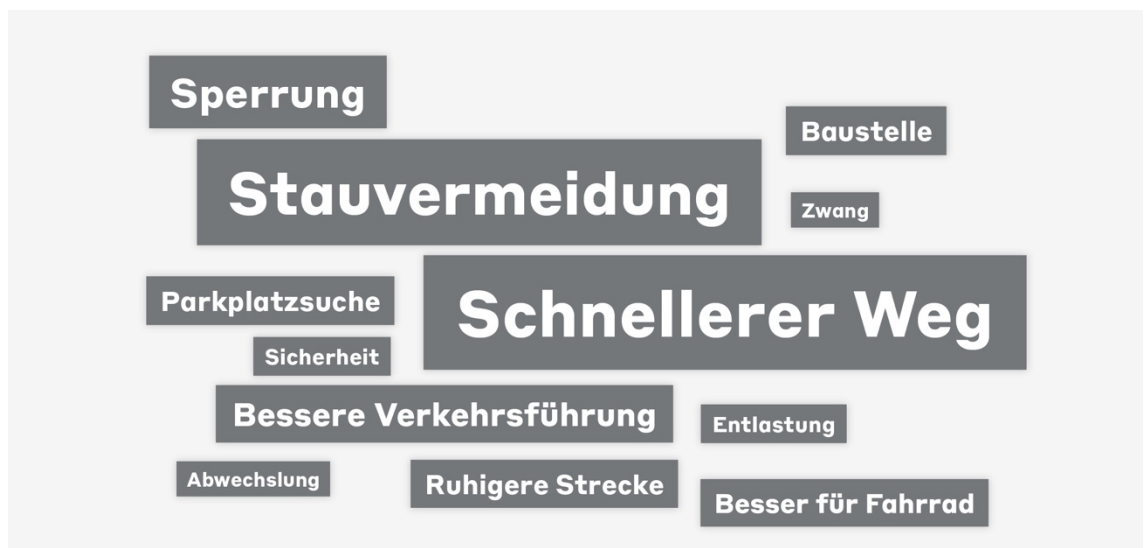 Sperrung
Baustelle
Stauvermeidung
Zwang
Parkplatzsuche
Schnellerer Weg
Sicherheit
Bessere Verkehrsführung
Entlastung
Abwechslung
Ruhigere Strecke
Besser für Fahrrad